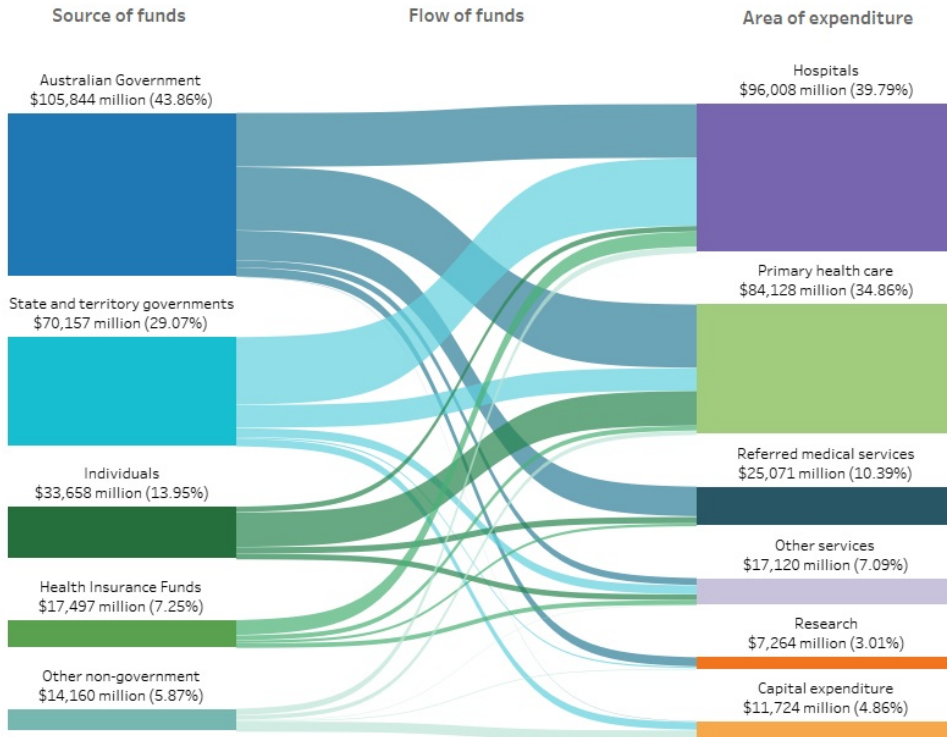 Source of funds
Flow of funds
Area of expenditure
Australian Government
$105,844 million (43.86%)
State and territory governments
$70,157 million (29.07%)
Individuals
$33,658 million (13.95%)
Health Insurance Funds
$17,497 million (7.25%)
Other non-government
$14,160 million (5.87%)
Hospitals
$96,008 million (39.79%)
Primary health care
$84,128 million (34.86%)
Referred medical services
$25,071 million (10.39%)
Other services
$17,120 million (7.09%)
Research
$7,264 million (3.01%)
Capital expenditure
$11,724 million (4.86%)